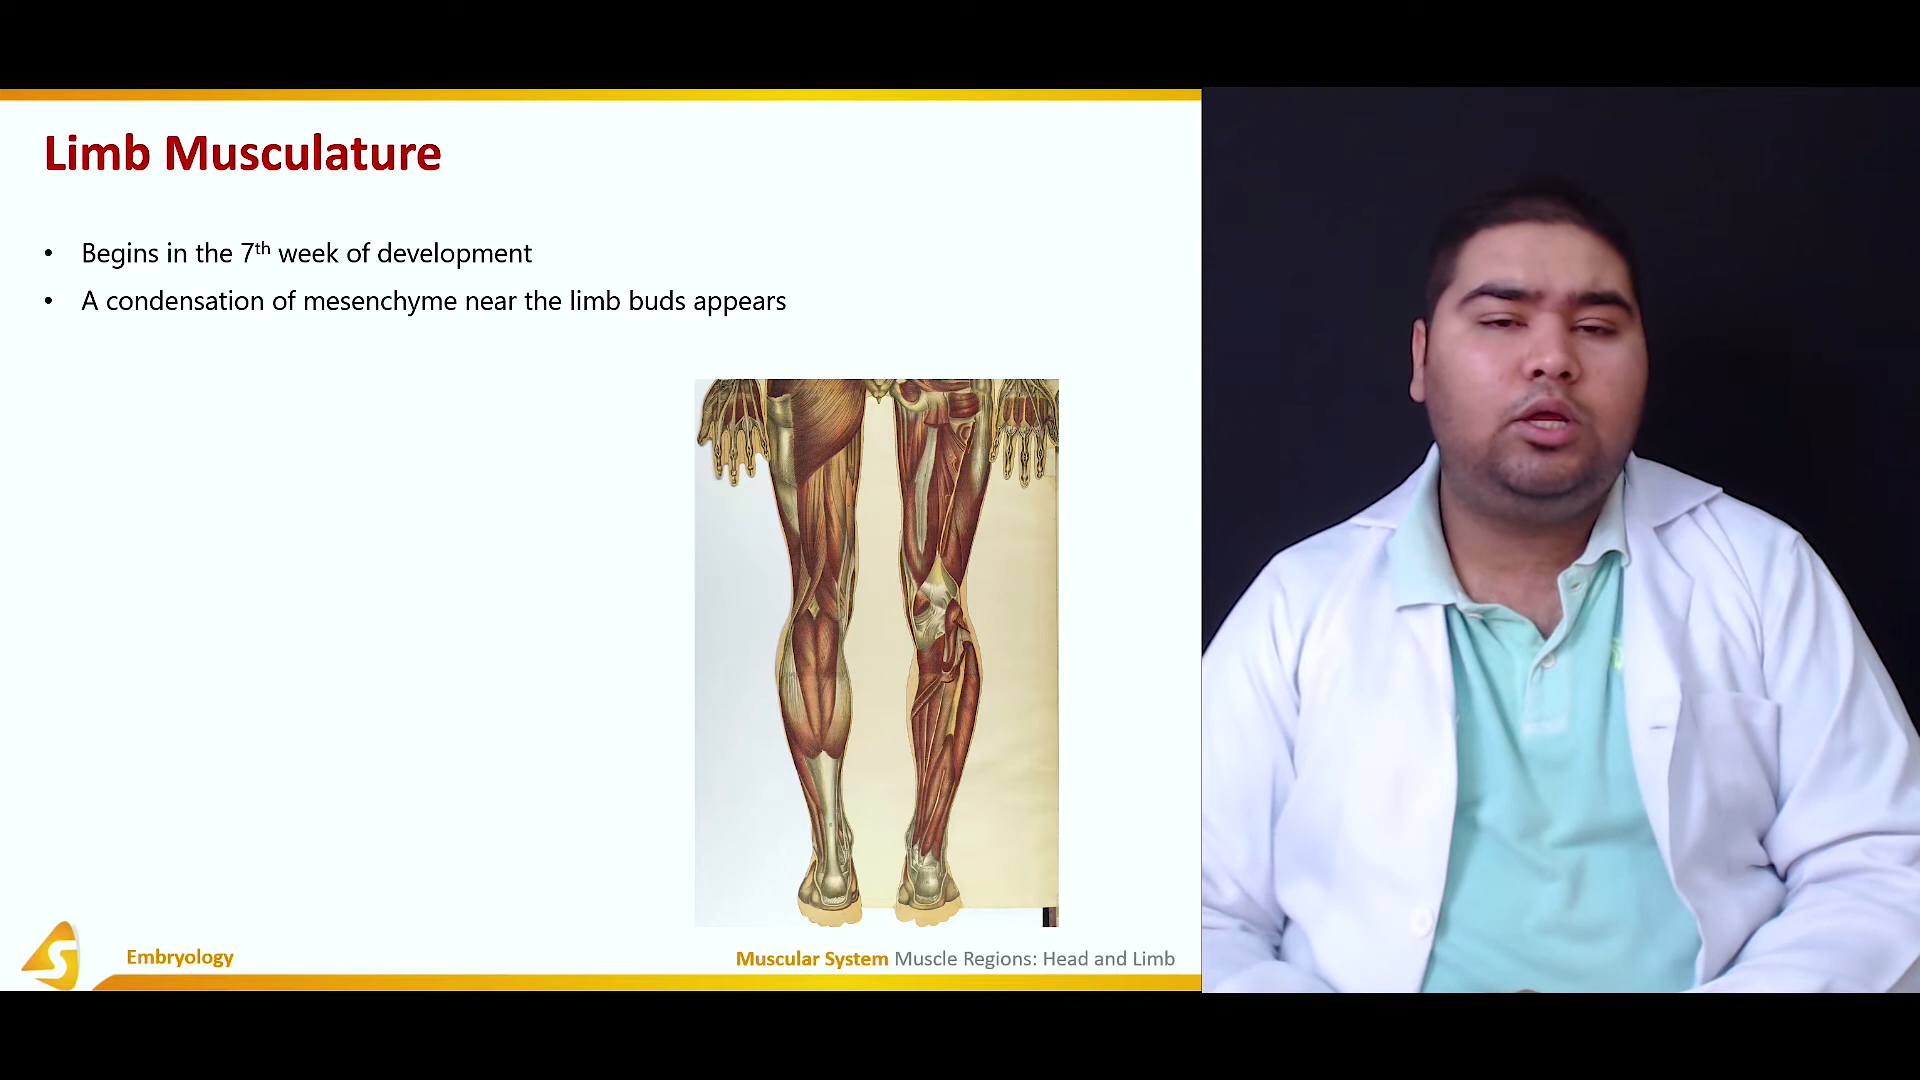 Limb Musculature
• Begins in the 7th week of development
• A condensation of mesenchyme near the limb buds appears
S
Embryology
Muscular System Muscle Regions: Head and Limb